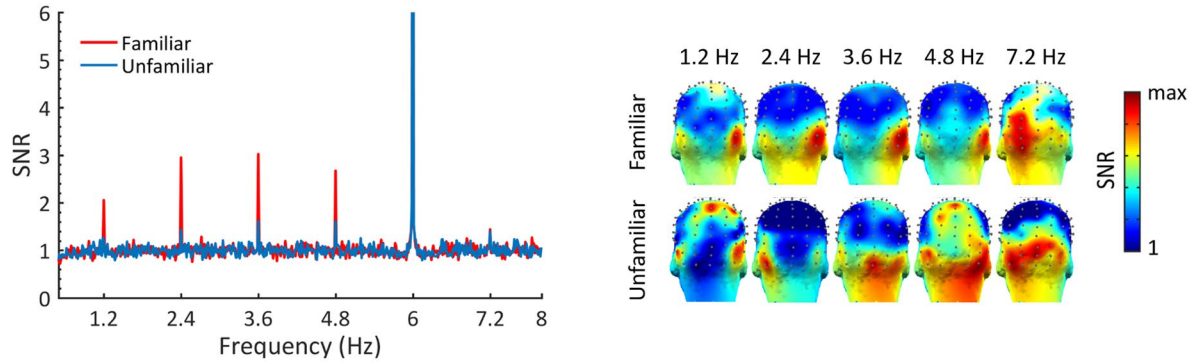 6
5
4
3
2
1
0
SNR
Familiar
Unfamiliar
1.2 2.4 3.6 4.8 6 7.2 8
Frequency (Hz)
1.2 Hz 2.4 Hz 3.6 Hz 4.8 Hz 7.2 Hz
Familiar
Unfamiliar
max
SNR
1